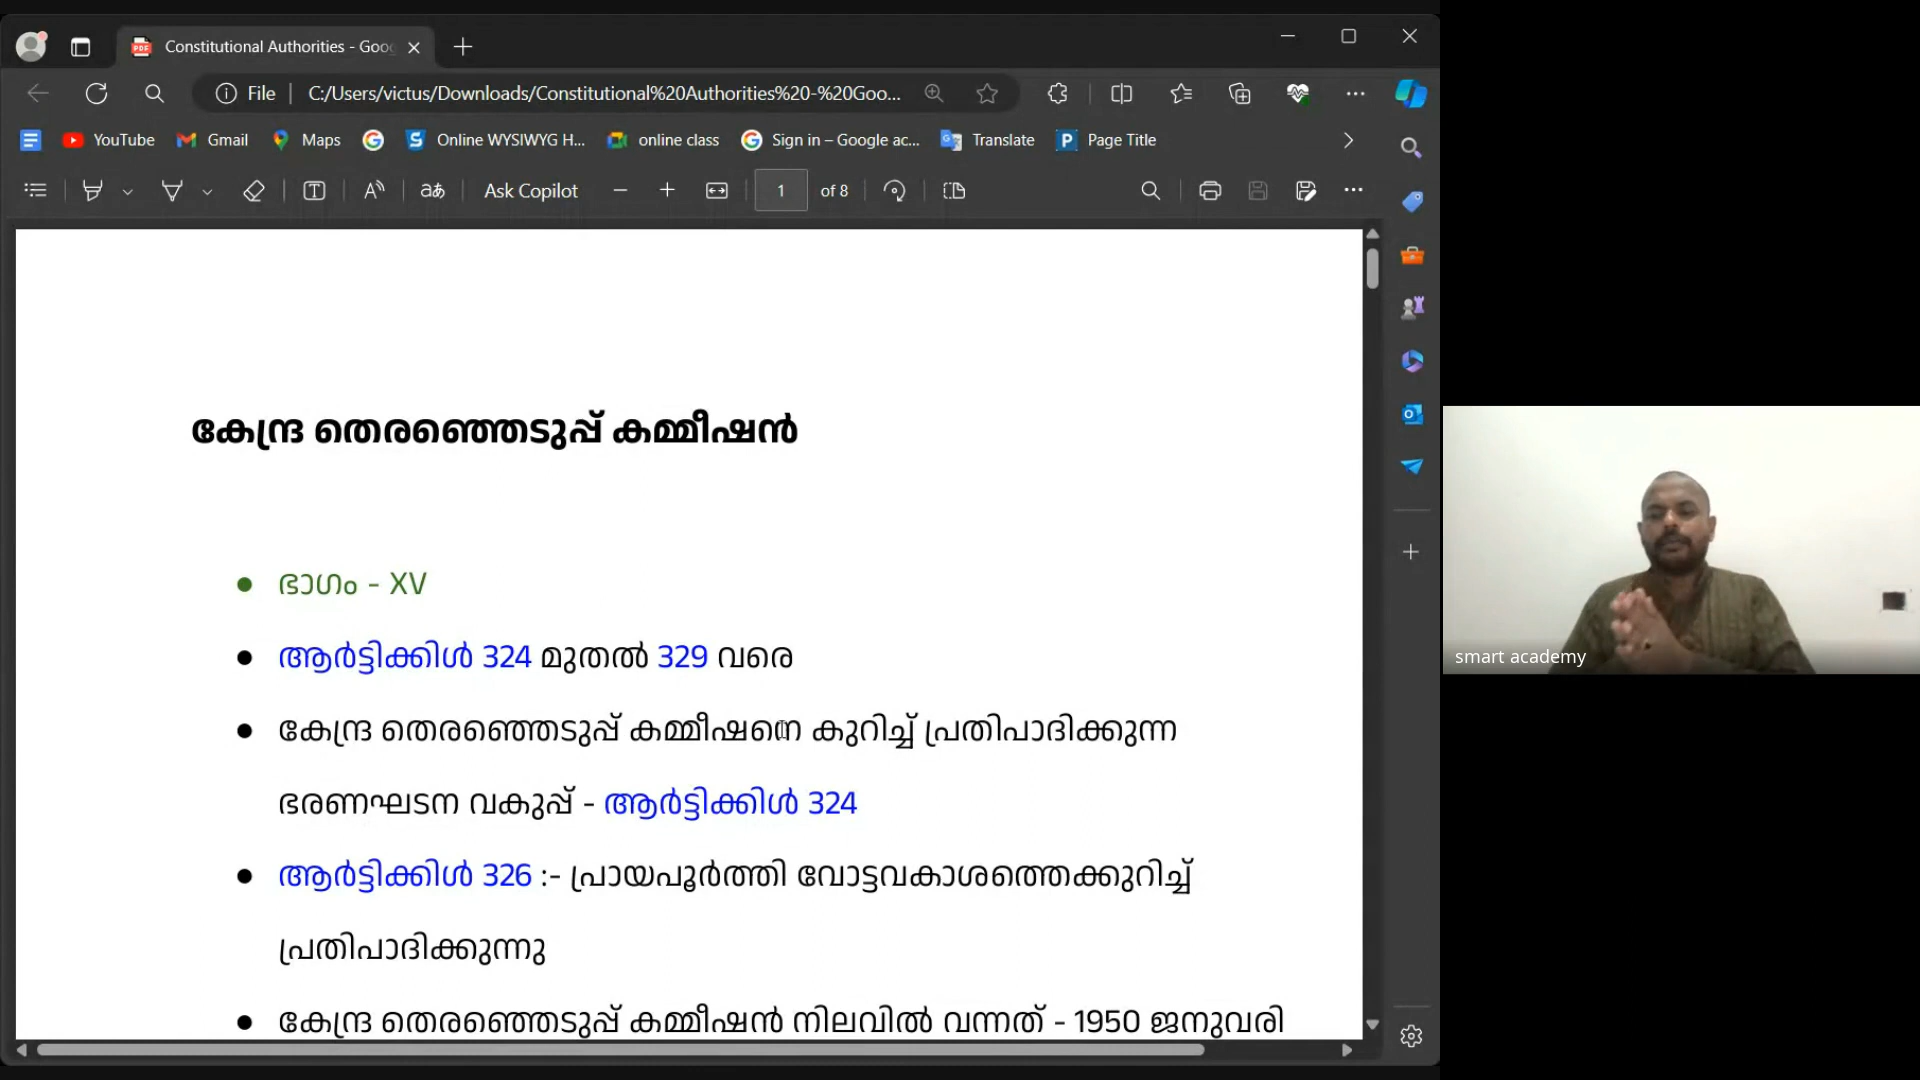 Constitutional Authorities - Goo
File
C:/Users/victus/Downloads/Constitutional%20Authorities%20-%20Goo...
YouTube
Gmail
Maps
Online WYSIWYG H...
online class
Sign in – Google ac...
Translate
Page Title
Ask Copilot
1
of 8
കേന്ദ്ര തെരഞ്ഞെടുപ്പ് കമ്മീഷൻ
● ഭാഗം - XV
● ആർട്ടിക്കിൾ 324 മുതൽ 329 വരെ
● കേന്ദ്ര തെരഞ്ഞെടുപ്പ് കമ്മീഷനെ കുറിച്ച് പ്രതിപാദിക്കുന്ന
ഭരണഘടന വകുപ്പ് - ആർട്ടിക്കിൾ 324
● ആർട്ടിക്കിൾ 326 :- പ്രായപൂർത്തി വോട്ടവകാശത്തെക്കുറിച്ച്
പ്രതിപാദിക്കുന്നു
● കേന്ദ്ര തെരഞ്ഞെടുപ്പ് കമ്മീഷൻ നിലവിൽ വന്നത് - 1950 ജനുവരി
smart academy